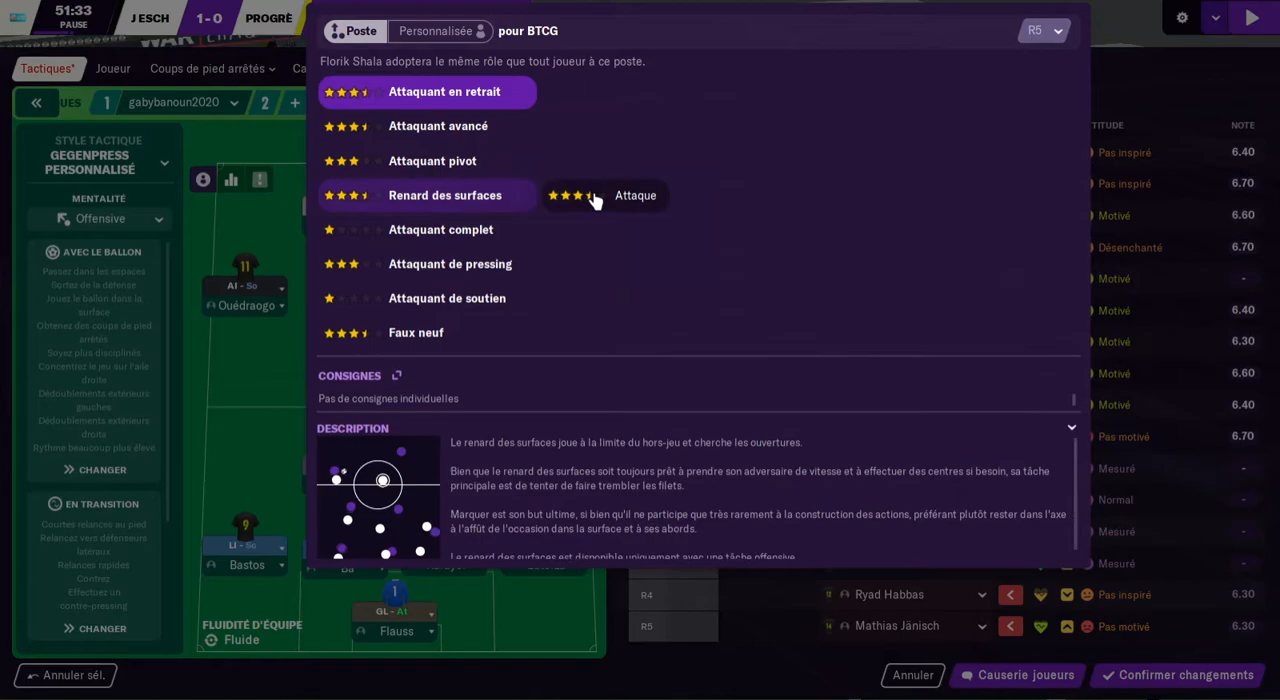 51:33
PAUSE
J ESCH
1-0
PROGRÈ
Poste
Personnalisée
pour BTCG
R5
Florik Shala adoptera le même rôle que tout joueur à ce poste.
Attaquant en retrait
Attaquant avancé
Attaquant pivot
Renard des surfaces
Attaque
Attaquant complet
Attaquant de pressing
Attaquant de soutien
Faux neuf
CONSIGNES
Pas de consignes individuelles
DESCRIPTION
Le renard des surfaces joue à la limite du hors-jeu et cherche les ouvertures.
Bien que le renard des surfaces soit toujours prêt à prendre son adversaire de vitesse et à effectuer des centres si besoin, sa tâche
principale est de tenter de faire trembler les filets.
Marquer est son but ultime, si bien qu'il ne participe que très rarement à la construction des actions, préférant plutôt rester dans l'axe
à l'affût de l'occasion dans la surface et à ses abords.
Le renard des surfaces est disponible uniquement avec une tâche offensive.
Tactiques*
Joueur
Coups de pied arrêtés
Ca
UES
1
gabybanoun2020
2
+
STYLE TACTIQUE
GEGENPRESS
PERSONNALISÉ
MENTALITÉ
Offensive
AVEC LE BALLON
Passez dans les espaces
Sortez de la défense
Jouez le ballon dans la
surface
Obtenez des coups de pied
arrêtés
Soyez plus disciplinés
Concentrez le jeu sur l'aile
droite
Dédoublements extérieurs
gauches
Dédoublements extérieurs
droits
Rythme beaucoup plus élevé
CHANGER
EN TRANSITION
Courtes relances au pied
Relancez vers défenseurs
latéraux
Relances rapides
Contrez
Effectuez un
contre-pressing
CHANGER
11
AI - So
Ouédraogo
9
LI - So
Bastos
Ba
1
GL - At
Flauss
FLUIDITÉ D'ÉQUIPE
Fluide
TITUDE
NOTE
Pas inspiré
6.40
Pas inspiré
6.70
Motivé
6.60
Désenchanté
6.70
Motivé
-
Motivé
6.40
Motivé
6.30
Motivé
6.60
Motivé
6.40
Pas motivé
6.70
Mesuré
-
Normal
-
Mesuré
-
Mesuré
-
R4
Ryad Habbas
Pas inspiré
6.30
R5
Mathias Jänisch
Pas motivé
6.30
Annuler sél.
Annuler
Causerie joueurs
Confirmer changements